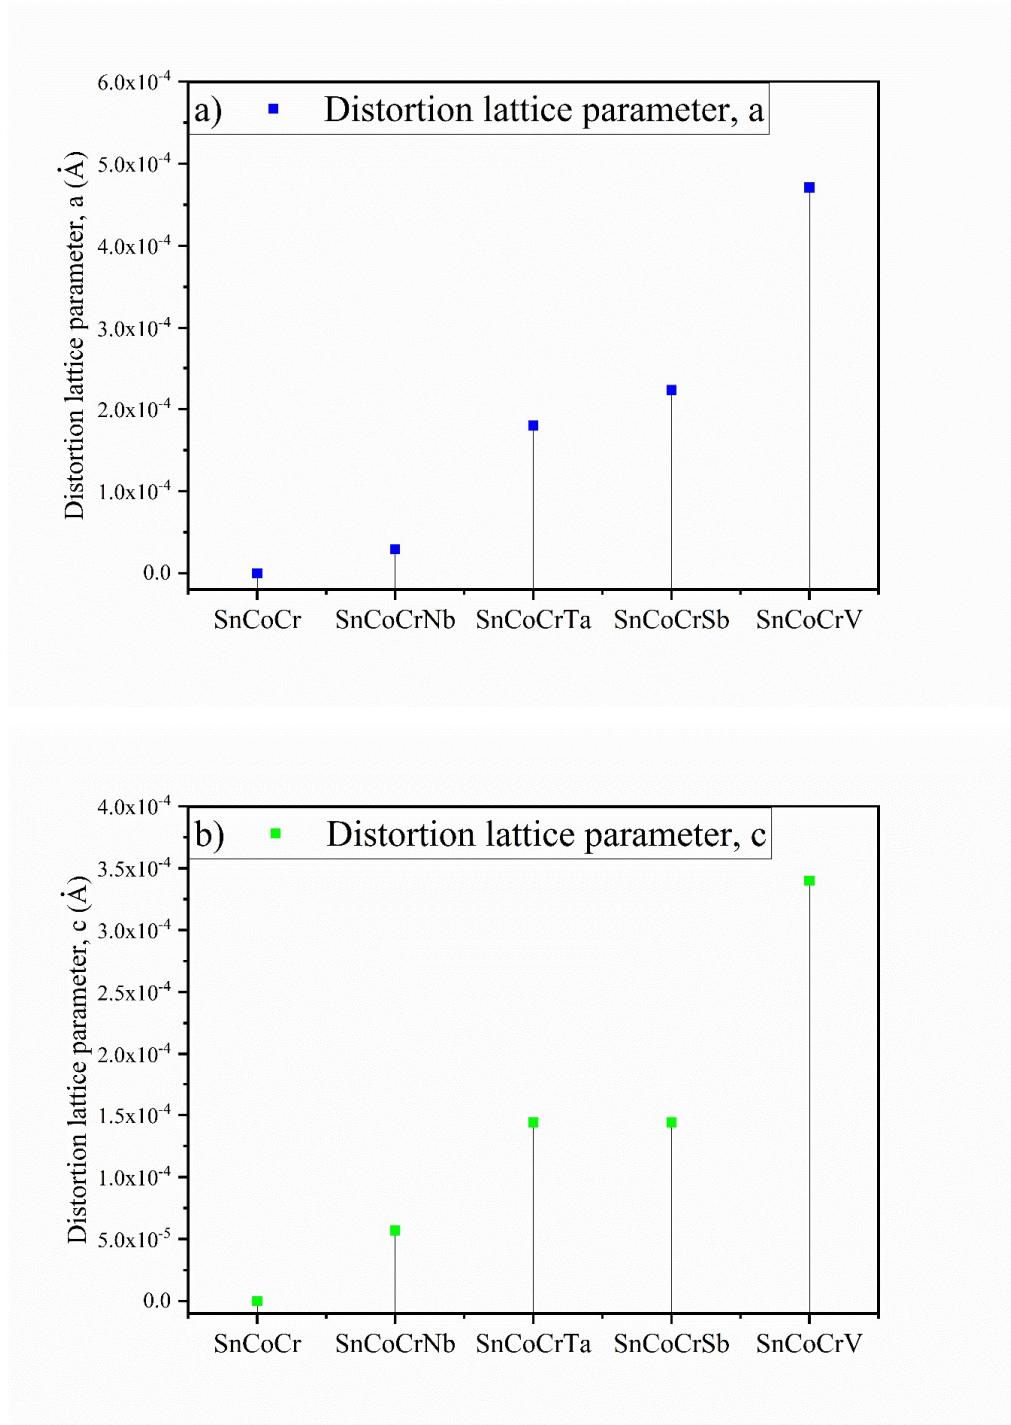 6.0x10-4
a) Distortion lattice parameter, a
5.0x10-4
4.0x10-4
3.0x10-4
2.0x10-4
1.0x10-4
0.0
Distortion lattice parameter, a (Å)
SnCoCr SnCoCrNb SnCoCrTa SnCoCrSb SnCoCrV
4.0x10-4
b) Distortion lattice parameter, c
3.5x10-4
3.0x10-4
2.5x10-4
2.0x10-4
1.5x10-4
1.0x10-4
5.0x10-5
0.0
Distortion lattice parameter, c (Å)
SnCoCr SnCoCrNb SnCoCrTa SnCoCrSb SnCoCrV